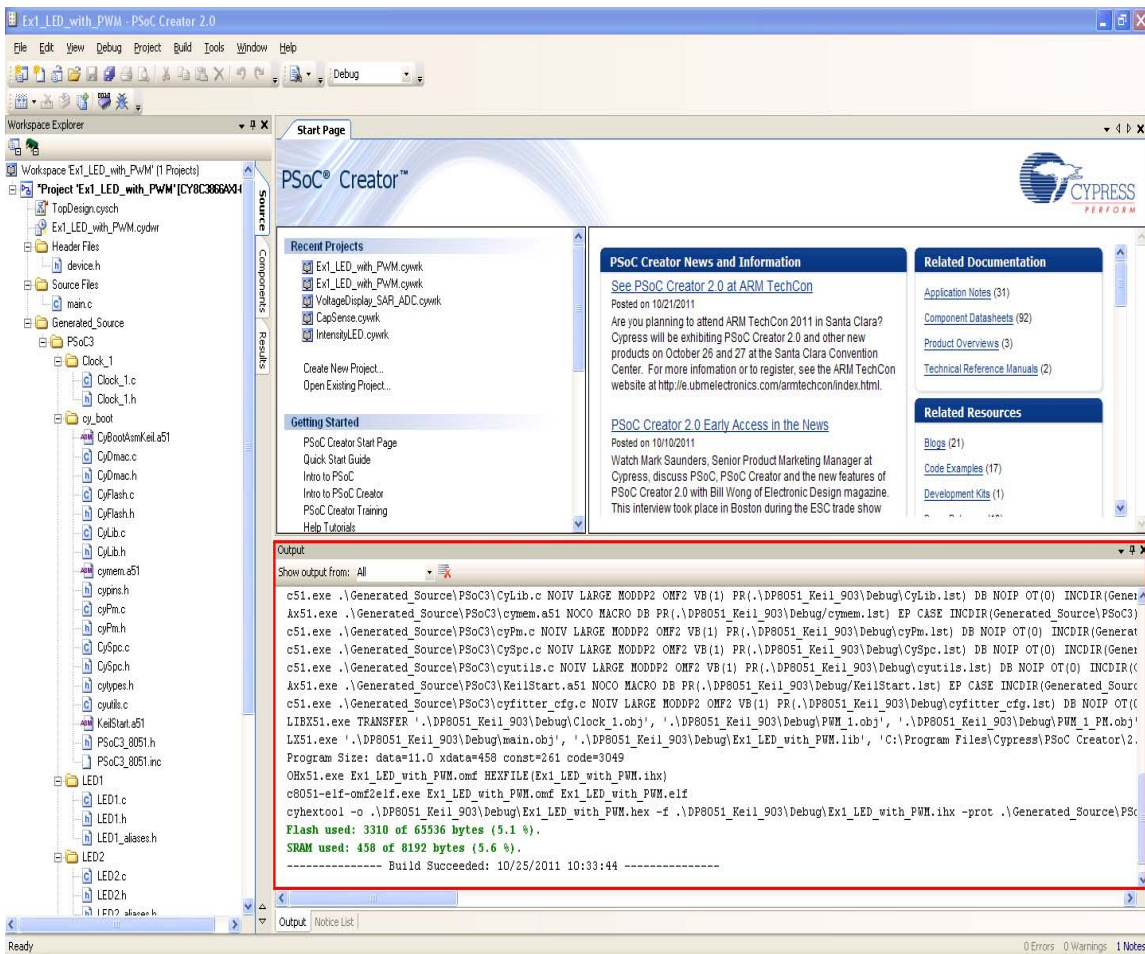 Ex1_LED_with_PWM - PSoC Creator 2.0
File Edit View Debug Project Build Tools Window Help
Debug
Workspace Explorer
Workspace 'Ex1_LED_with_PWM' (1 Projects)
*Project 'Ex1_LED_with_PWM' [CY8C3866AXI-
TopDesign.cysch
Ex1_LED_with_PWM.cydwr
Header Files
device.h
Source Files
main.c
Generated_Source
PSoC3
Clock_1
Clock_1.c
Clock_1.h
cy_boot
CyBootAsmKeil.a51
CyDmac.c
CyDmac.h
CyFlash.c
CyFlash.h
CyLib.c
CyLib.h
cymem.a51
cypins.h
cyPm.c
cyPm.h
CySpc.c
CySpc.h
cytypes.h
cyutils.c
KeilStart.a51
PSoC3_8051.h
PSoC3_8051.inc
LED1
LED1.c
LED1.h
LED1_aliases.h
LED2
LED2.c
LED2.h
LED2_aliases.h
Source
Components
Results
Start Page
PSoC® Creator™
CYPRESS
PERFORM
Recent Projects
Ex1_LED_with_PWM.cywrk
Ex1_LED_with_PWM.cywrk
VoltageDisplay_SAR_ADC.cywrk
CapSense.cywrk
IntensityLED.cywrk
Create New Project...
Open Existing Project...
Getting Started
PSoC Creator Start Page
Quick Start Guide
Intro to PSoC
Intro to PSoC Creator
PSoC Creator Training
Help Tutorials
PSoC Creator News and Information
See PSoC Creator 2.0 at ARM TechCon
Posted on 10/21/2011
Are you planning to attend ARM TechCon 2011 in Santa Clara?
Cypress will be exhibiting PSoC Creator 2.0 and other new
products on October 26 and 27 at the Santa Clara Convention
Center. For more infomation or to register, see the ARM TechCon
website at http://e.ubmelectronics.com/armtechcon/index.html.
PSoC Creator 2.0 Early Access in the News
Posted on 10/10/2011
Watch Mark Saunders, Senior Product Marketing Manager at
Cypress, discuss PSoC, PSoC Creator and the new features of
PSoC Creator 2.0 with Bill Wong of Electronic Design magazine.
This interview took place in Boston during the ESC trade show
Related Documentation
Application Notes (31)
Component Datasheets (92)
Product Overviews (3)
Technical Reference Manuals (2)
Related Resources
Blogs (21)
Code Examples (17)
Development Kits (1)
Output
Show output from: All
c51.exe .\Generated_Source\PSoC3\CyLib.c NOIV LARGE MODDP2 OMF2 VB(1) PR(.\DP8051_Keil_903\Debug\CyLib.lst) DB NOIP OT(0) INCDIR(Gener
Ax51.exe .\Generated_Source\PSoC3\cymem.a51 NOCO MACRO DB PR(.\DP8051_Keil_903\Debug/cymem.lst) EP CASE INCDIR(Generated_Source\PSoC3)
c51.exe .\Generated_Source\PSoC3\cyPm.c NOIV LARGE MODDP2 OMF2 VB(1) PR(.\DP8051_Keil_903\Debug\cyPm.lst) DB NOIP OT(0) INCDIR(Generat
c51.exe .\Generated_Source\PSoC3\CySpc.c NOIV LARGE MODDP2 OMF2 VB(1) PR(.\DP8051_Keil_903\Debug\CySpc.lst) DB NOIP OT(0) INCDIR(Gener
c51.exe .\Generated_Source\PSoC3\cyutils.c NOIV LARGE MODDP2 OMF2 VB(1) PR(.\DP8051_Keil_903\Debug\cyutils.lst) DB NOIP OT(0) INCDIR(G
Ax51.exe .\Generated_Source\PSoC3\KeilStart.a51 NOCO MACRO DB PR(.\DP8051_Keil_903\Debug/KeilStart.lst) EP CASE INCDIR(Generated_Sourc
c51.exe .\Generated_Source\PSoC3\cyfitter_cfg.c NOIV LARGE MODDP2 OMF2 VB(1) PR(.\DP8051_Keil_903\Debug\cyfitter_cfg.lst) DB NOIP OT(0
LIBX51.exe TRANSFER '.\DP8051_Keil_903\Debug\Clock_1.obj', '.\DP8051_Keil_903\Debug\PWM_1.obj', '.\DP8051_Keil_903\Debug\PWM_1_PM.obj'
LX51.exe '.\DP8051_Keil_903\Debug\main.obj', '.\DP8051_Keil_903\Debug\Ex1_LED_with_PWM.lib', 'C:\Program Files\Cypress\PSoC Creator\2.
Program Size: data=11.0 xdata=458 const=261 code=3049
OHx51.exe Ex1_LED_with_PWM.omf HEXFILE(Ex1_LED_with_PWM.ihx)
c8051-elf-omf2elf.exe Ex1_LED_with_PWM.omf Ex1_LED_with_PWM.elf
cyhextool -o .\DP8051_Keil_903\Debug\Ex1_LED_with_PWM.hex -f .\DP8051_Keil_903\Debug\Ex1_LED_with_PWM.ihx -prot .\Generated_Source\PSo
Flash used: 3310 of 65536 bytes (5.1 %).
SRAM used: 458 of 8192 bytes (5.6 %).
--------------- Build Succeeded: 10/25/2011 10:33:44 ---------------
Output Notice List
Ready
0 Errors 0 Warnings 1 Notes